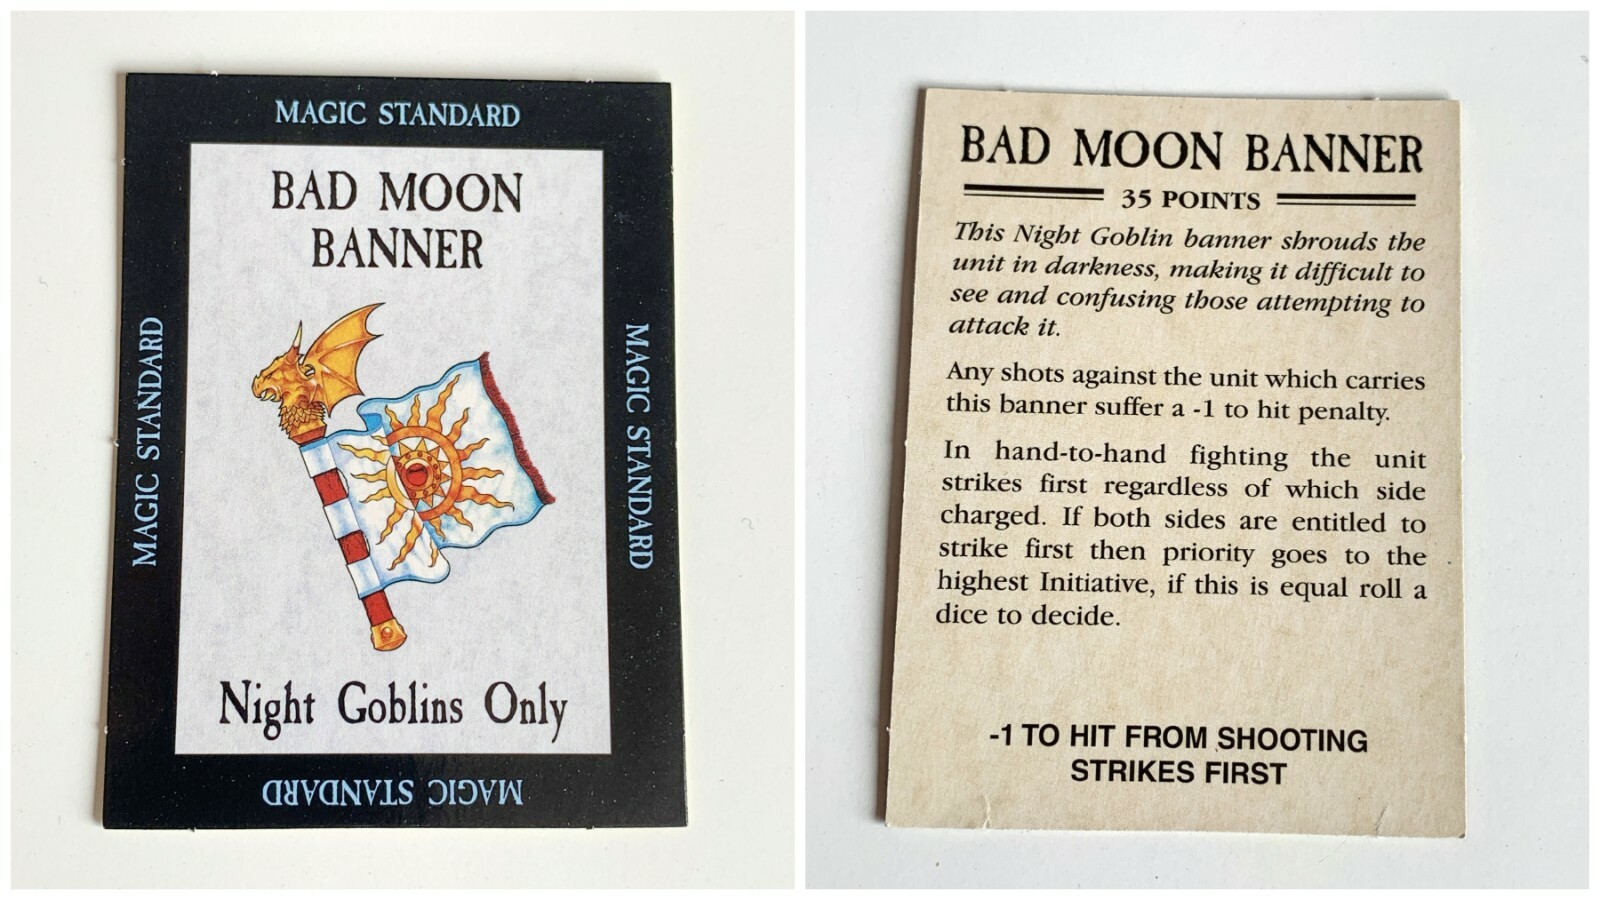 MAGIC STANDARD
BAD MOON
BANNER
MAGIC STANDARD
MAGIC STANDARD
Night Goblins Only
MAGIC STANDARD
BAD MOON BANNER
35 POINTS
This Night Goblin banner shrouds the
unit in darkness, making it difficult to
see and confusing those attempting to
attack it.
Any shots against the unit which carries
this banner suffer a -1 to hit penalty.
In hand-to-hand fighting the unit
strikes first regardless of which side
charged. If both sides are entitled to
strike first then priority goes to the
highest Initiative, if this is equal roll a
dice to decide.
-1 TO HIT FROM SHOOTING
STRIKES FIRST